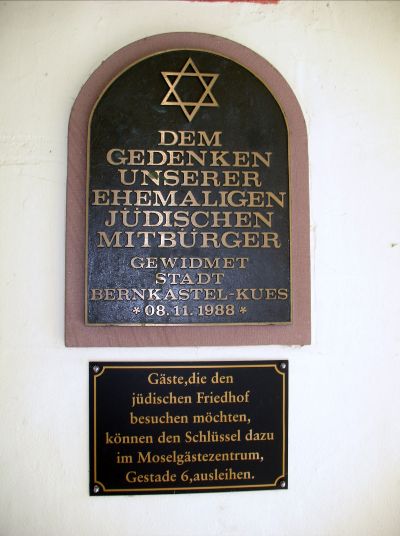 DEM
GEDENKEN
UNSERER
EHEMALIGEN
JÜDISCHEN
MITBÜRGER
GEWIDMET
STADT
BERNKASTEL-KUES
* 08.11.1988 *
Gäste,die den
jüdischen Friedhof
besuchen möchten,
können den Schlüssel dazu
im Moselgästezentrum,
Gestade 6,ausleihen.